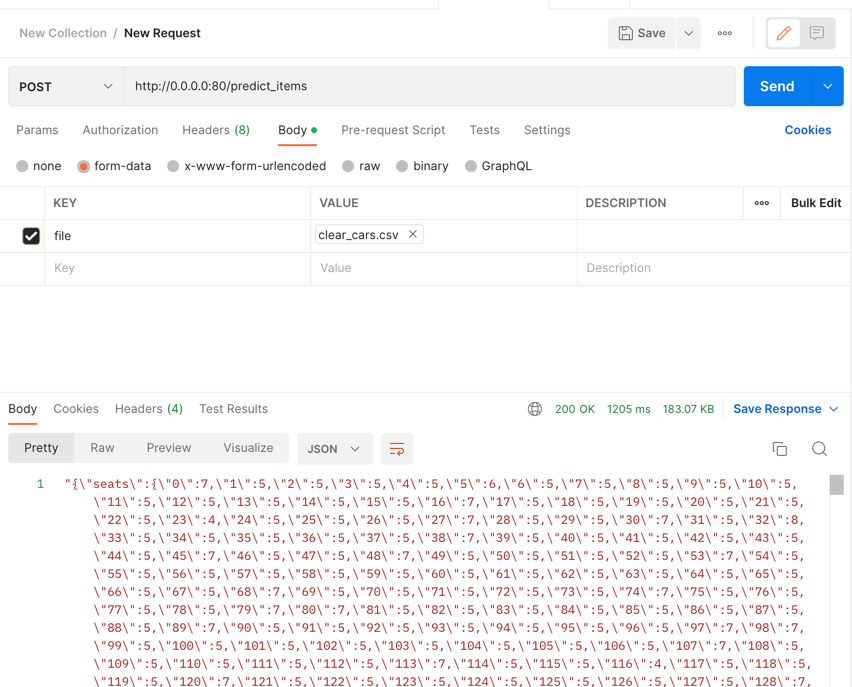 New Collection / New Request
Save
POST
http://0.0.0.0:80/predict_items
Send
Params Authorization Headers (8) Body Pre-request Script Tests Settings Cookies
none form-data x-www-form-urlencoded raw binary GraphQL
KEY VALUE DESCRIPTION Bulk Edit
file clear_cars.csv
Key Value Description
Body Cookies Headers (4) Test Results 200 OK 1205 ms 183.07 KB Save Response
Pretty Raw Preview Visualize JSON
1 "{\"seats\":{\"0\":7,\"1\":5,\"2\":5,\"3\":5,\"4\":5,\"5\":6,\"6\":5,\"7\":5,\"8\":5,\"9\":5,\"10\":5,
\"11\":5,\"12\":5,\"13\":5,\"14\":5,\"15\":5,\"16\":7,\"17\":5,\"18\":5,\"19\":5,\"20\":5,\"21\":5,
\"22\":5,\"23\":4,\"24\":5,\"25\":5,\"26\":5,\"27\":7,\"28\":5,\"29\":5,\"30\":7,\"31\":5,\"32\":8,
\"33\":5,\"34\":5,\"35\":5,\"36\":5,\"37\":5,\"38\":7,\"39\":5,\"40\":5,\"41\":5,\"42\":5,\"43\":5,
\"44\":5,\"45\":7,\"46\":5,\"47\":5,\"48\":7,\"49\":5,\"50\":5,\"51\":5,\"52\":5,\"53\":7,\"54\":5,
\"55\":5,\"56\":5,\"57\":5,\"58\":5,\"59\":5,\"60\":5,\"61\":5,\"62\":5,\"63\":5,\"64\":5,\"65\":5,
\"66\":5,\"67\":5,\"68\":7,\"69\":5,\"70\":5,\"71\":5,\"72\":5,\"73\":5,\"74\":7,\"75\":5,\"76\":5,
\"77\":5,\"78\":5,\"79\":7,\"80\":7,\"81\":5,\"82\":5,\"83\":5,\"84\":5,\"85\":5,\"86\":5,\"87\":5,
\"88\":5,\"89\":7,\"90\":5,\"91\":5,\"92\":5,\"93\":5,\"94\":5,\"95\":5,\"96\":5,\"97\":7,\"98\":7,
\"99\":5,\"100\":5,\"101\":5,\"102\":5,\"103\":5,\"104\":5,\"105\":5,\"106\":5,\"107\":7,\"108\":5,
\"109\":5,\"110\":5,\"111\":5,\"112\":5,\"113\":7,\"114\":5,\"115\":5,\"116\":4,\"117\":5,\"118\":5,
\"119\":5,\"120\":7,\"121\":5,\"122\":5,\"123\":5,\"124\":5,\"125\":5,\"126\":5,\"127\":5,\"128\":7,